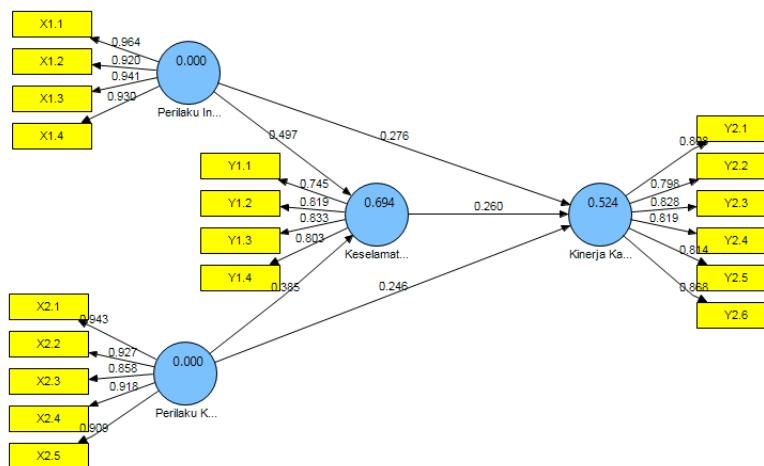 X1.1
0.964
X1.2
0.920
X1.3
0.941
X1.4
0.930
0.000
Perilaku In...
0.497
0.276
Y1.1
0.745
Y1.2
0.819
Y1.3
0.833
Y1.4
0.803
0.694
Keselamat...
0.260
0.524
Kinerja Ka...
Y2.1
Y2.2
0.798
Y2.3
0.828
Y2.4
0.819
Y2.5
0.814
Y2.6
0.868
0.385
0.246
X2.1
0.943
X2.2
0.927
X2.3
0.858
X2.4
0.918
X2.5
0.909
0.000
Perilaku K...